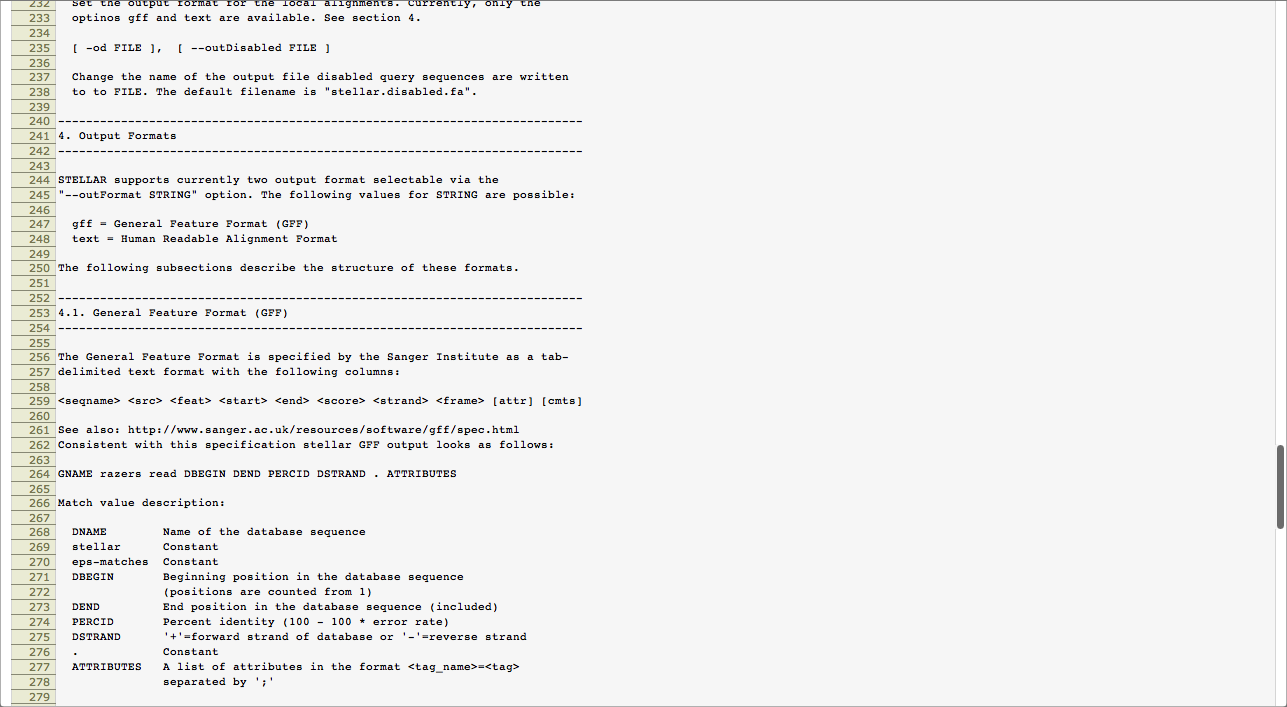 232 Set the output format for the local alignments. Currently, only the
233 optinos gff and text are available. See section 4.
234
235 [ -od FILE ],  [ --outDisabled FILE ]
236
237 Change the name of the output file disabled query sequences are written
238 to to FILE. The default filename is "stellar.disabled.fa".
239
240 ---------------------------------------------------------------------------
241 4. Output Formats
242 ---------------------------------------------------------------------------
243
244 STELLAR supports currently two output format selectable via the
245 "--outFormat STRING" option. The following values for STRING are possible:
246
247 gff = General Feature Format (GFF)
248 text = Human Readable Alignment Format
249
250 The following subsections describe the structure of these formats.
251
252 ---------------------------------------------------------------------------
253 4.1. General Feature Format (GFF)
254 ---------------------------------------------------------------------------
255
256 The General Feature Format is specified by the Sanger Institute as a tab-
257 delimited text format with the following columns:
258
259 <seqname> <src> <feat> <start> <end> <score> <strand> <frame> [attr] [cmts]
260
261 See also: http://www.sanger.ac.uk/resources/software/gff/spec.html
262 Consistent with this specification stellar GFF output looks as follows:
263
264 GNAME razers read DBEGIN DEND PERCID DSTRAND . ATTRIBUTES
265
266 Match value description:
267
268 DNAME        Name of the database sequence
269 stellar      Constant
270 eps-matches  Constant
271 DBEGIN       Beginning position in the database sequence
272              (positions are counted from 1)
273 DEND         End position in the database sequence (included)
274 PERCID       Percent identity (100 - 100 * error rate)
275 DSTRAND      '+'=forward strand of database or '-'=reverse strand
276 .            Constant
277 ATTRIBUTES   A list of attributes in the format <tag_name>=<tag>
278              separated by ';'
279